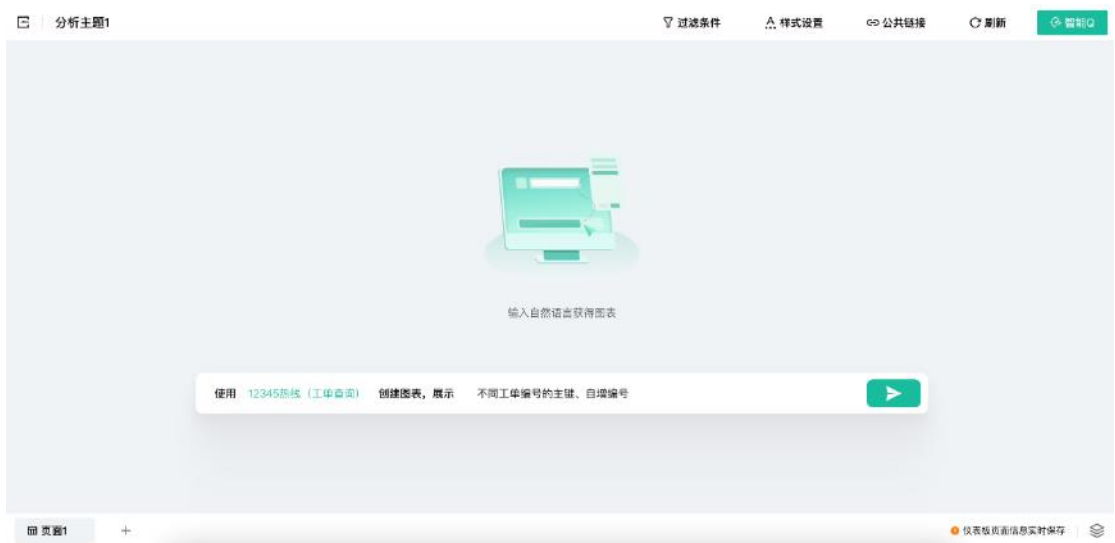 分析主题1 过滤条件 样式设置 公共链接 刷新 智能Q
输入自然语言获得图表
使用 12345热线（工单查询） 创建图表，展示 不同工单编号的主键、自增编号
页面1 + 仪表板页面信息实时保存